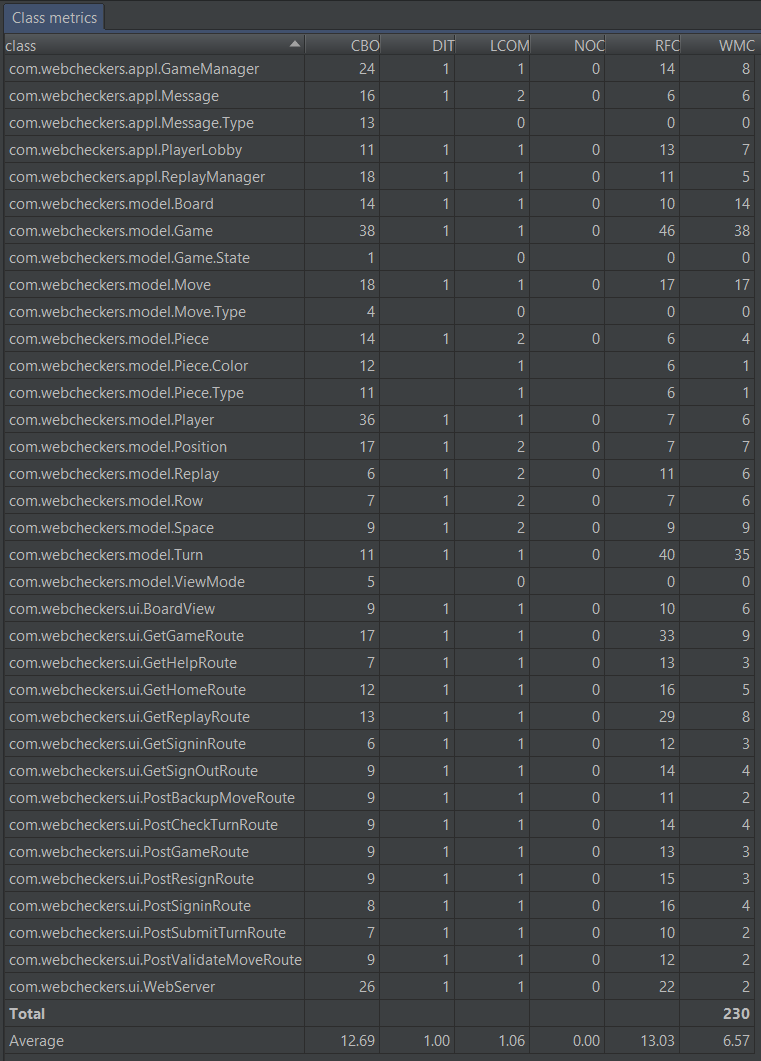 Class metrics
class CBO DIT LCOM NOC RFC WMC
com.webcheckers.appl.GameManager 24 1 1 0 14 8
com.webcheckers.appl.Message 16 1 2 0 6 6
com.webcheckers.appl.Message.Type 13 0 0 0
com.webcheckers.appl.PlayerLobby 11 1 1 0 13 7
com.webcheckers.appl.ReplayManager 18 1 1 0 11 5
com.webcheckers.model.Board 14 1 1 0 10 14
com.webcheckers.model.Game 38 1 1 0 46 38
com.webcheckers.model.Game.State 1 0 0 0
com.webcheckers.model.Move 18 1 1 0 17 17
com.webcheckers.model.Move.Type 4 0 0 0
com.webcheckers.model.Piece 14 1 2 0 6 4
com.webcheckers.model.Piece.Color 12 1 6 1
com.webcheckers.model.Piece.Type 11 1 6 1
com.webcheckers.model.Player 36 1 1 0 7 6
com.webcheckers.model.Position 17 1 2 0 7 7
com.webcheckers.model.Replay 6 1 2 0 11 6
com.webcheckers.model.Row 7 1 2 0 7 6
com.webcheckers.model.Space 9 1 2 0 9 9
com.webcheckers.model.Turn 11 1 1 0 40 35
com.webcheckers.model.ViewMode 5 0 0 0
com.webcheckers.ui.BoardView 9 1 1 0 10 6
com.webcheckers.ui.GetGameRoute 17 1 1 0 33 9
com.webcheckers.ui.GetHelpRoute 7 1 1 0 13 3
com.webcheckers.ui.GetHomeRoute 12 1 1 0 16 5
com.webcheckers.ui.GetReplayRoute 13 1 1 0 29 8
com.webcheckers.ui.GetSigninRoute 6 1 1 0 12 3
com.webcheckers.ui.GetSignOutRoute 9 1 1 0 14 4
com.webcheckers.ui.PostBackupMoveRoute 9 1 1 0 11 2
com.webcheckers.ui.PostCheckTurnRoute 9 1 1 0 14 4
com.webcheckers.ui.PostGameRoute 9 1 1 0 13 3
com.webcheckers.ui.PostResignRoute 9 1 1 0 15 3
com.webcheckers.ui.PostSigninRoute 8 1 1 0 16 4
com.webcheckers.ui.PostSubmitTurnRoute 7 1 1 0 10 2
com.webcheckers.ui.PostValidateMoveRoute 9 1 1 0 12 2
com.webcheckers.ui.WebServer 26 1 1 0 22 2
Total 230
Average 12.69 1.00 1.06 0.00 13.03 6.57